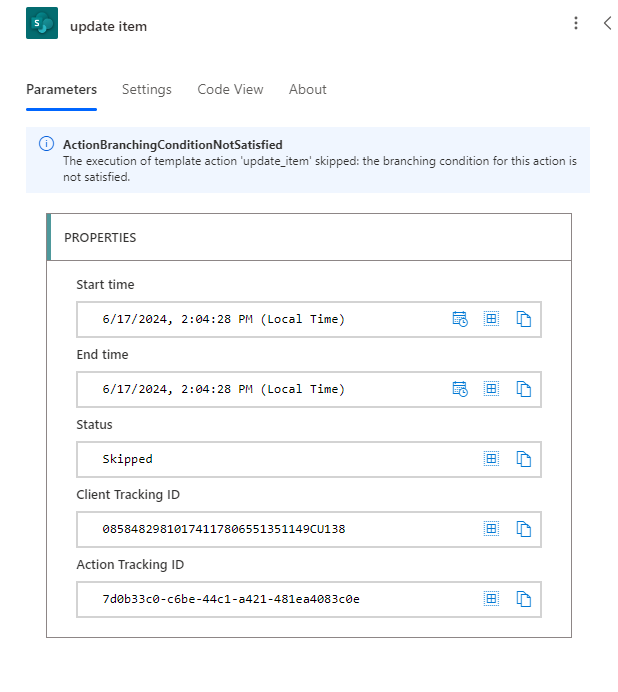 S
update item
Parameters
Settings
Code View
About
ActionBranchingConditionNotSatisfied
The execution of template action 'update_item' skipped: the branching condition for this action is
not satisfied.
PROPERTIES
Start time
6/17/2024, 2:04:28 PM (Local Time)
End time
6/17/2024, 2:04:28 PM (Local Time)
Status
Skipped
Client Tracking ID
08584829810174117806551351149CU138
Action Tracking ID
7d0b33c0-c6be-44c1-a421-481ea4083c0e